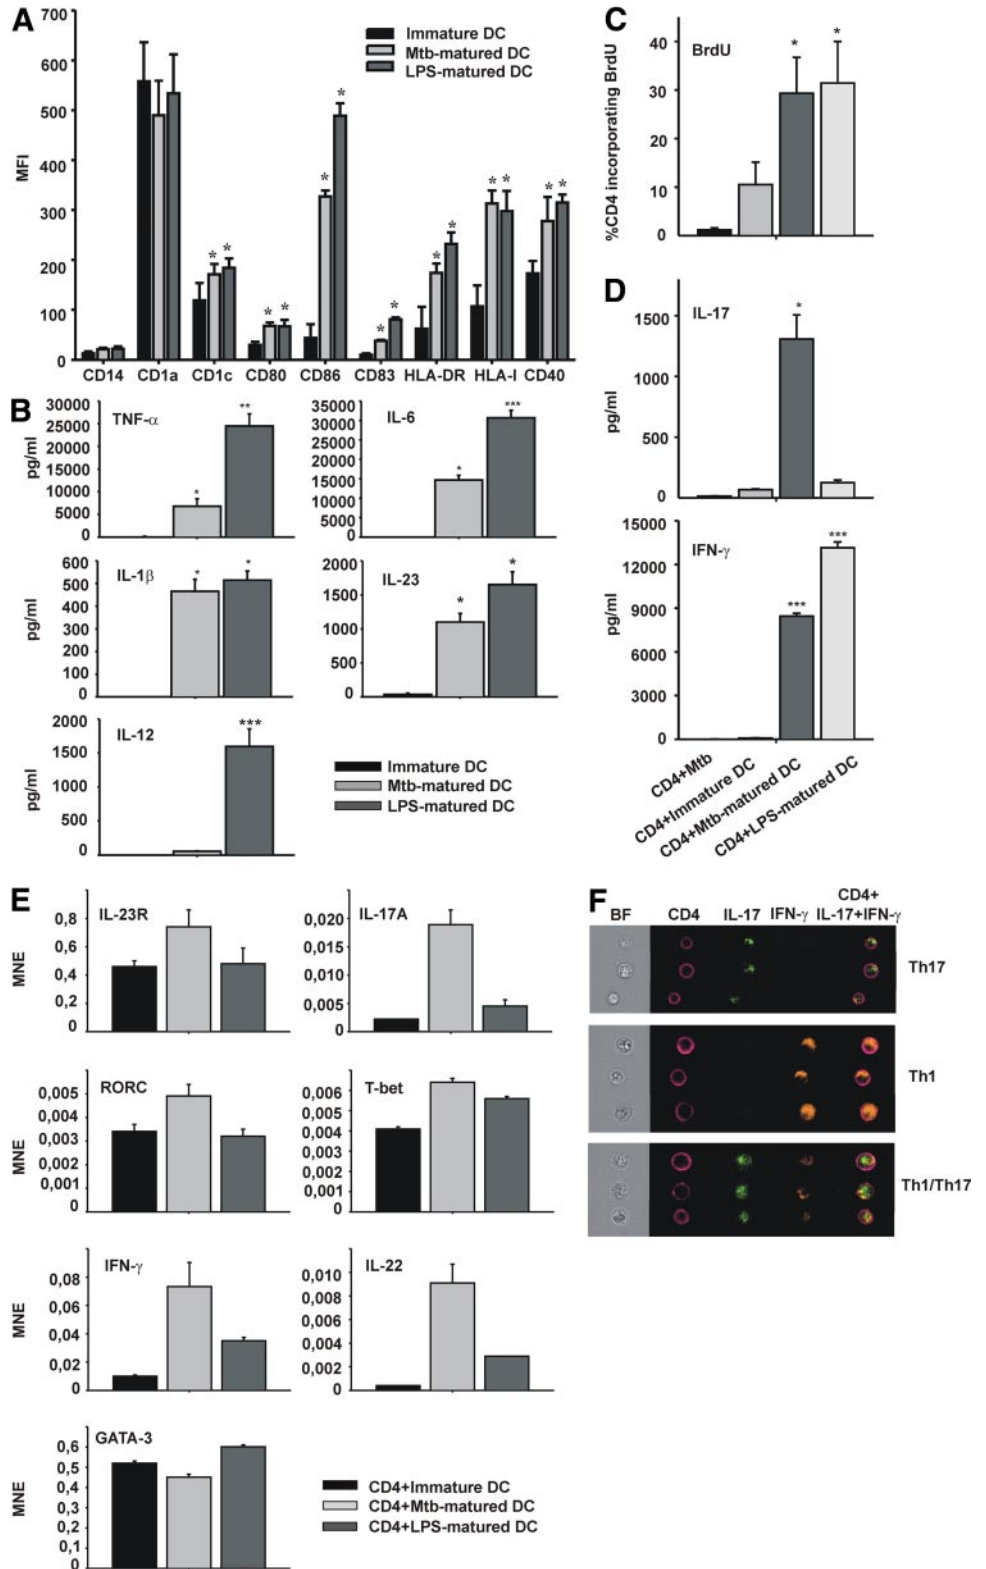 A
700
600
500
400
300
200
100
0
MFI
Immature DC
Mtb-matured DC
LPS-matured DC
* * * * * * * * * * * * * *
CD14 CD1a CD1c CD80 CD86 CD83 HLA-DR HLA-I CD40
B
TNF-α
30000
25000
20000
15000
10000
5000
0
pg/ml
* **
IL-6
35000
30000
25000
20000
15000
10000
5000
0
* ***
IL-1β
600
500
400
300
200
100
0
pg/ml
* *
IL-23
2000
1500
1000
500
0
* *
IL-12
2000
1500
1000
500
0
pg/ml
***
Immature DC
Mtb-matured DC
LPS-matured DC
C
BrdU
40
30
20
10
0
%CD4 incorporating BrdU
* *
D
IL-17
1500
1000
500
0
pg/ml
*
IFN-γ
15000
12000
9000
6000
3000
0
pg/ml
*** ***
CD4+Mtb
CD4+Immature DC
CD4+Mtb-matured DC
CD4+LPS-matured DC
E
IL-23R
0,8
0,6
0,4
0,2
0
MNE
IL-17A
0,020
0,015
0,010
0,005
0
RORC
0,005
0,004
0,003
0,002
0,001
0
MNE
T-bet
0,006
0,005
0,004
0,003
0,002
0,001
0
IFN-γ
0,08
0,06
0,04
0,02
0
MNE
IL-22
0,010
0,008
0,006
0,004
0,002
0
GATA-3
0,6
0,5
0,4
0,3
0,2
0,1
0
MNE
CD4+Immature DC
CD4+Mtb-matured DC
CD4+LPS-matured DC
F
BF CD4 IL-17 IFN-γ CD4+
IL-17+IFN-γ
Th17
Th1
Th1/Th17